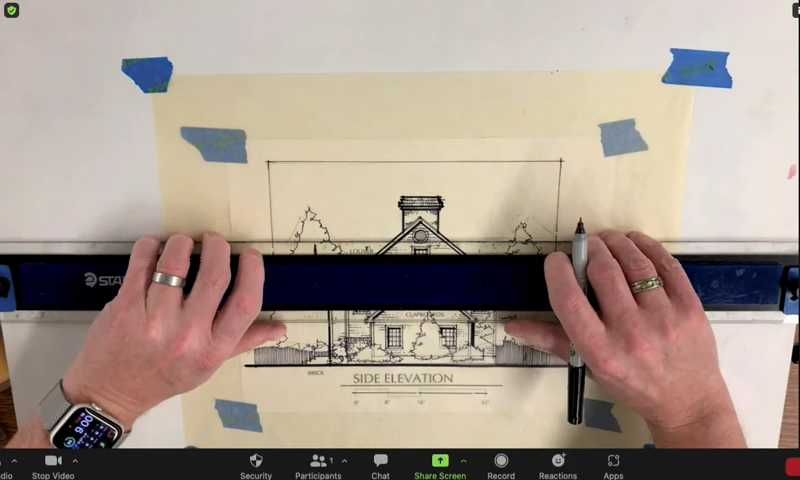 STA
LOUVER
CLAPBOARDS
BRICK
SIDE ELEVATION
0' 8' 16' 32'
9:00
dio
Stop Video
Security
Participants
1
Chat
Share Screen
Record
Reactions
Apps